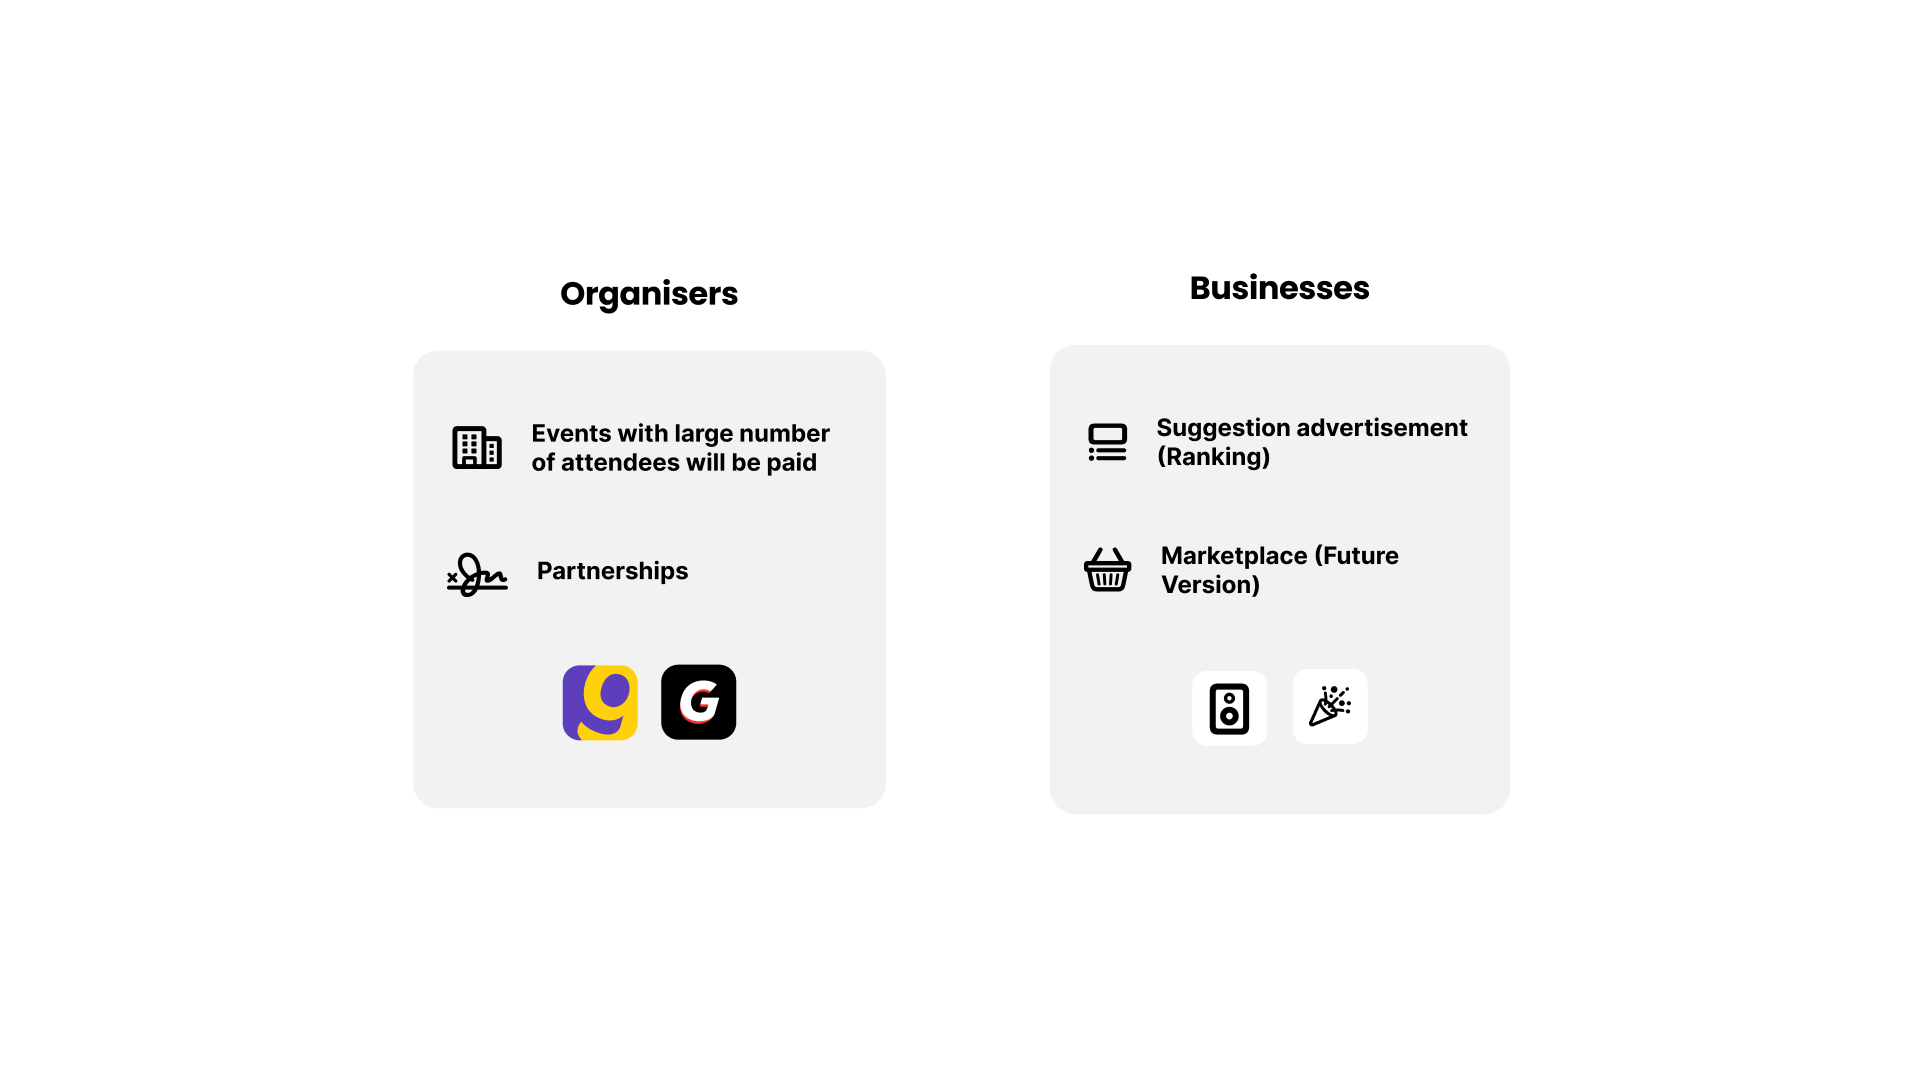 Organisers
Events with large number
of attendees will be paid
Partnerships
g
G
Businesses
Suggestion advertisement
(Ranking)
Marketplace (Future
Version)